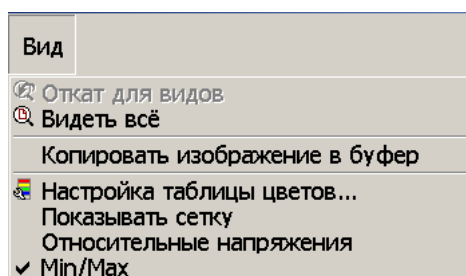 Вид
Откат для видов
Видеть всё
Копировать изображение в буфер
Настройка таблицы цветов...
Показывать сетку
Относительные напряжения
Min/Max